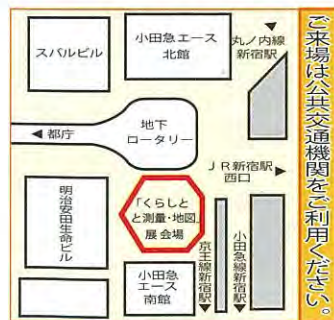 ご来場は公共交通機関をご利用ください。
スバルビル
小田急エース
北館
丸ノ内線
新宿駅
◀ 都庁
地下
ロータリー
JR新宿駅▶
西口
明治安田生命ビル
「くらしと
と測量・地図」
展会場
小田急
エース
南館
京王線新宿駅▶
小田急線新宿駅▶